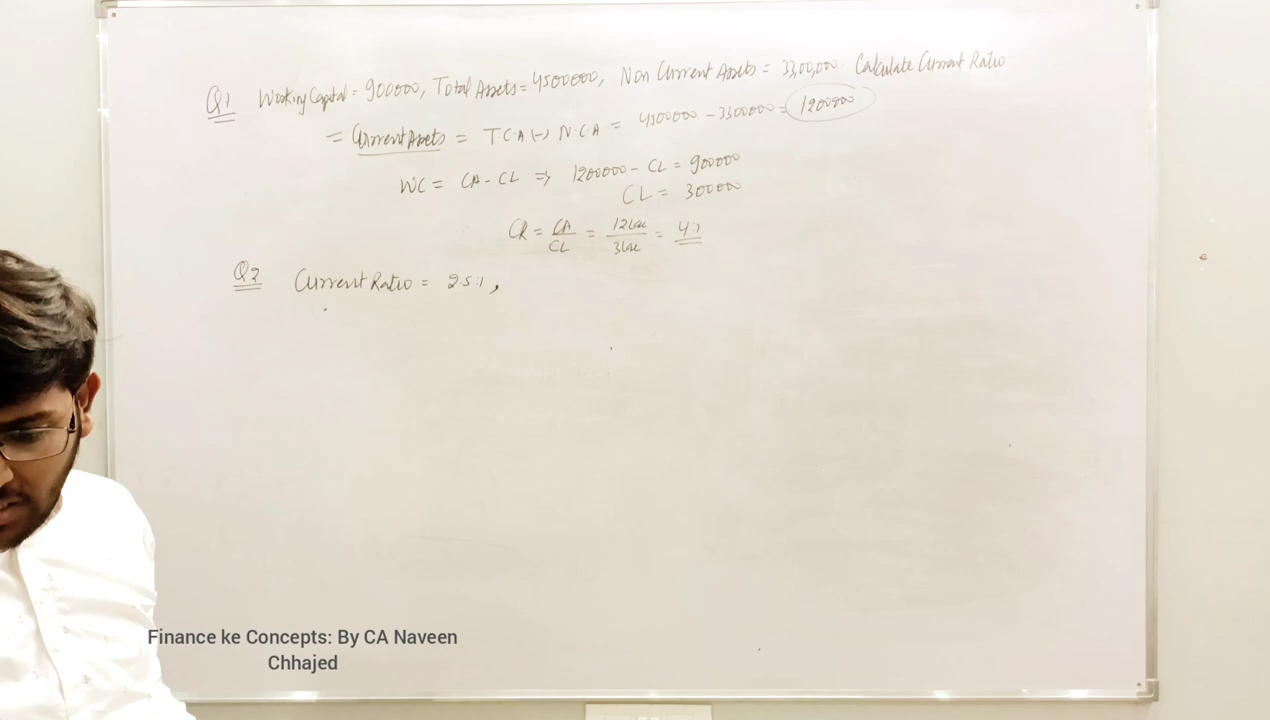 Q1 Working Capital = 900000, Total Assets = 4500000, Non Current Assets = 33,00,000. Calculate Current Ratio
= Current Assets = T.C.A (-) N.C.A = 4500000 - 3300000 = 1200000
WC = CA - CL ⇒ 1200000 - CL = 900000
CL = 300000
CR = CA/CL = 12Lac/3Lac = 4:1
Q2 Current Ratio = 2.5:1,
Finance ke Concepts: By CA Naveen
Chhajed